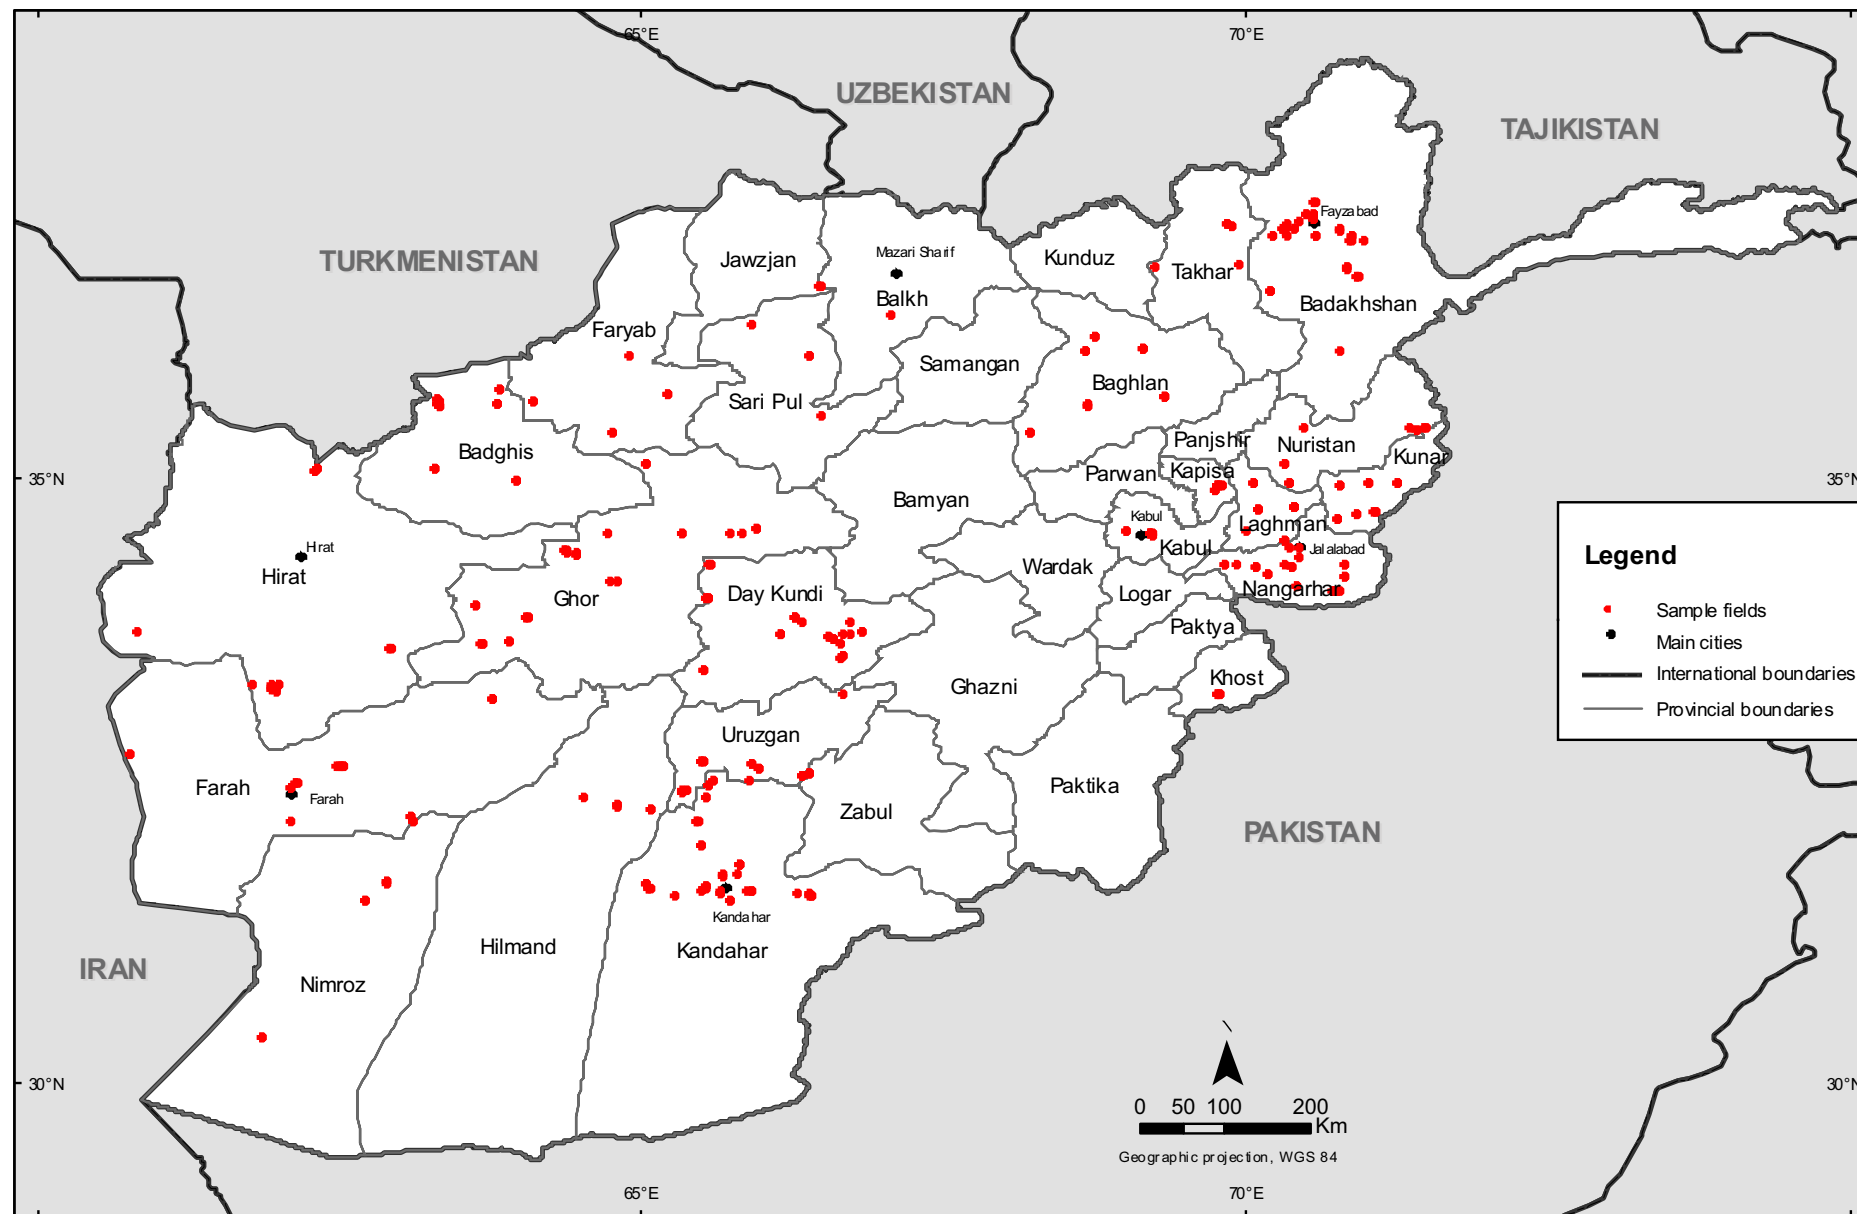 65°E
70°E
UZBEKISTAN
TAJIKISTAN
Fayzabad
TURKMENISTAN
Jawzjan
Mazari Sharif
Kunduz
Takhar
Balkh
Badakhshan
Faryab
Samangan
Baghlan
Sari Pul
Badghis
Panjshir
Nuristan
Kunar
35°N
Parwan
Kapisa
35°N
Bamyan
Kabul
Laghman
Hirat
Kabul
Jalalabad
Hirat
Wardak
Ghor
Day Kundi
Logar
Nangarhar
Paktya
Ghazni
Khost
Uruzgan
Farah
Farah
Zabul
Paktika
PAKISTAN
Kandahar
Hilmand
Kandahar
IRAN
Nimroz
Legend
Sample fields
Main cities
International boundaries
Provincial boundaries
30°N
30°N
0 50 100 200
Km
Geographic projection, WGS 84
65°E
70°E